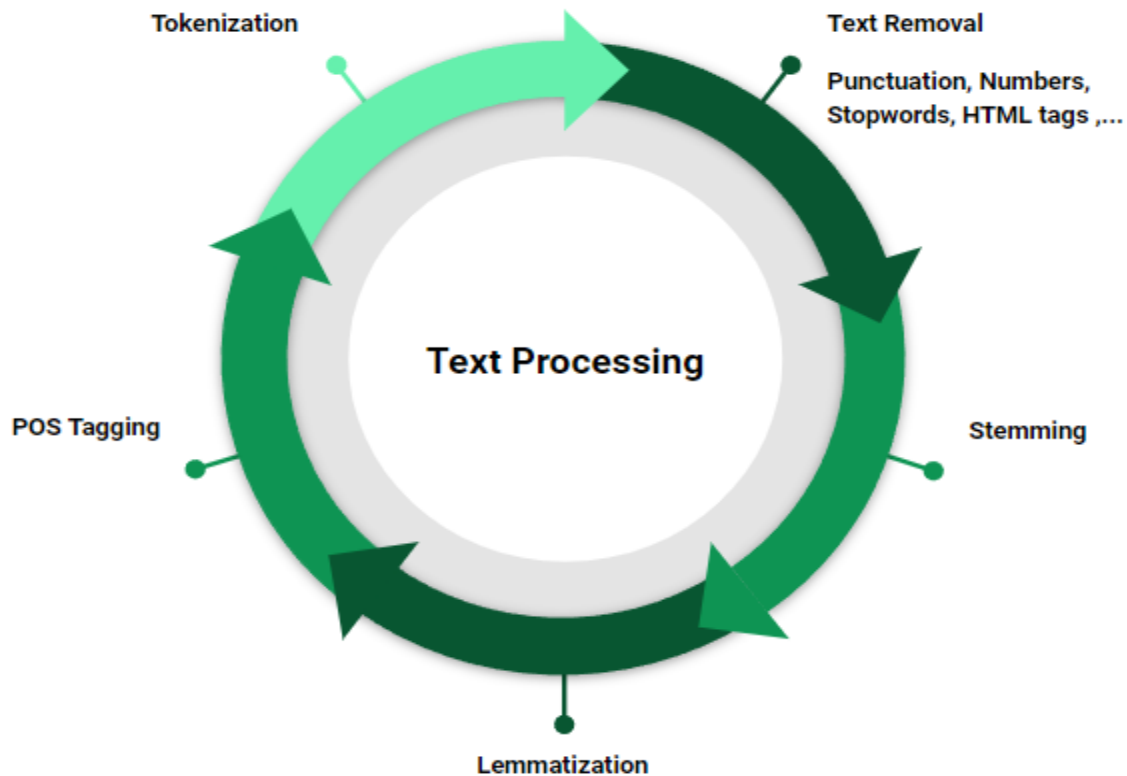 Tokenization
Text Removal
Punctuation, Numbers,
Stopwords, HTML tags ,...
Text Processing
POS Tagging
Stemming
Lemmatization